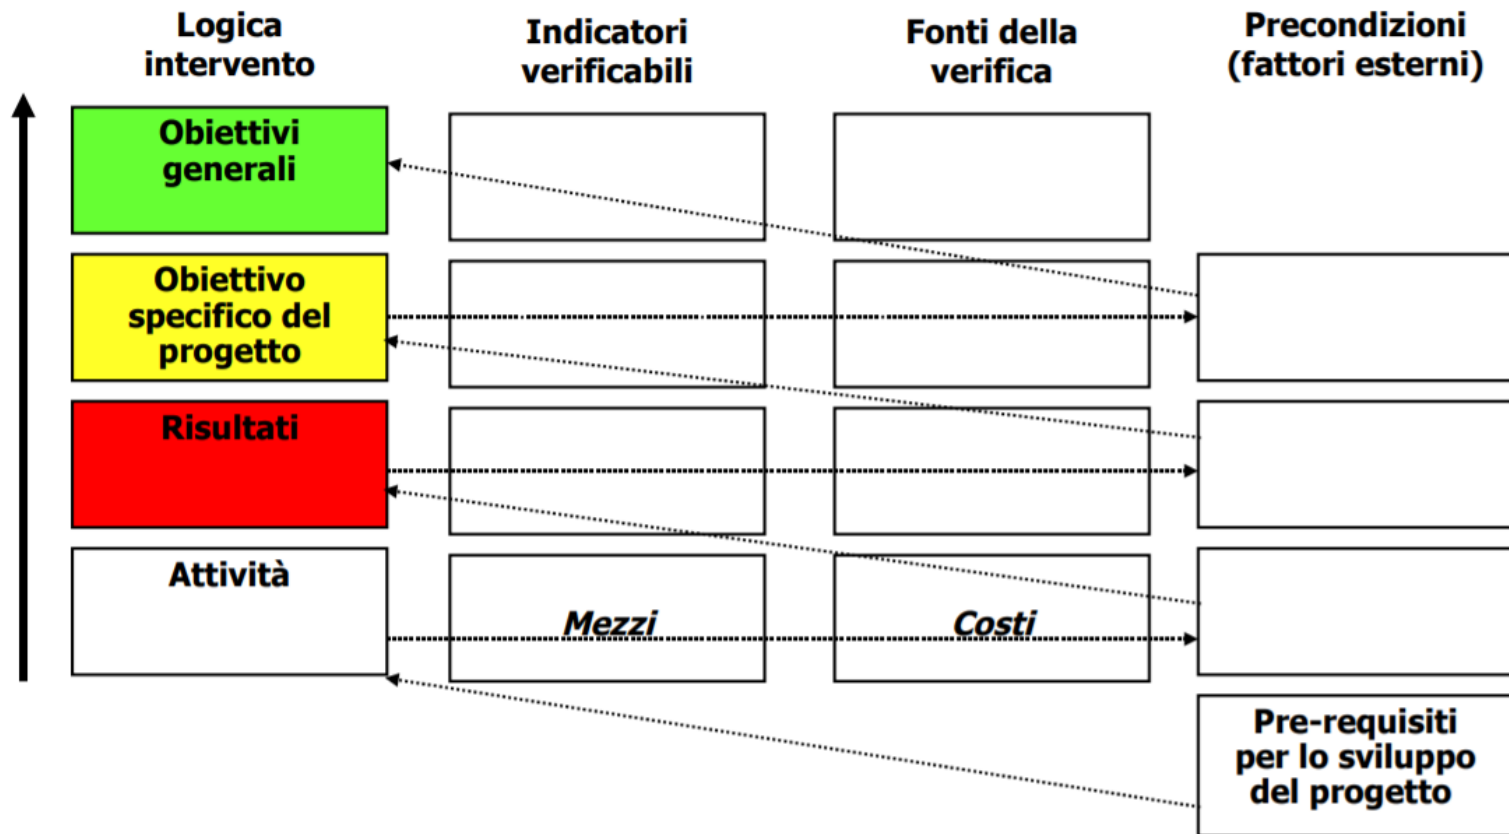 Logica
intervento
Indicatori
verificabili
Fonti della
verifica
Precondizioni
(fattori esterni)
Obiettivi
generali
Obiettivo
specifico del
progetto
Risultati
Attività
Mezzi
Costi
Pre-requisiti
per lo sviluppo
del progetto